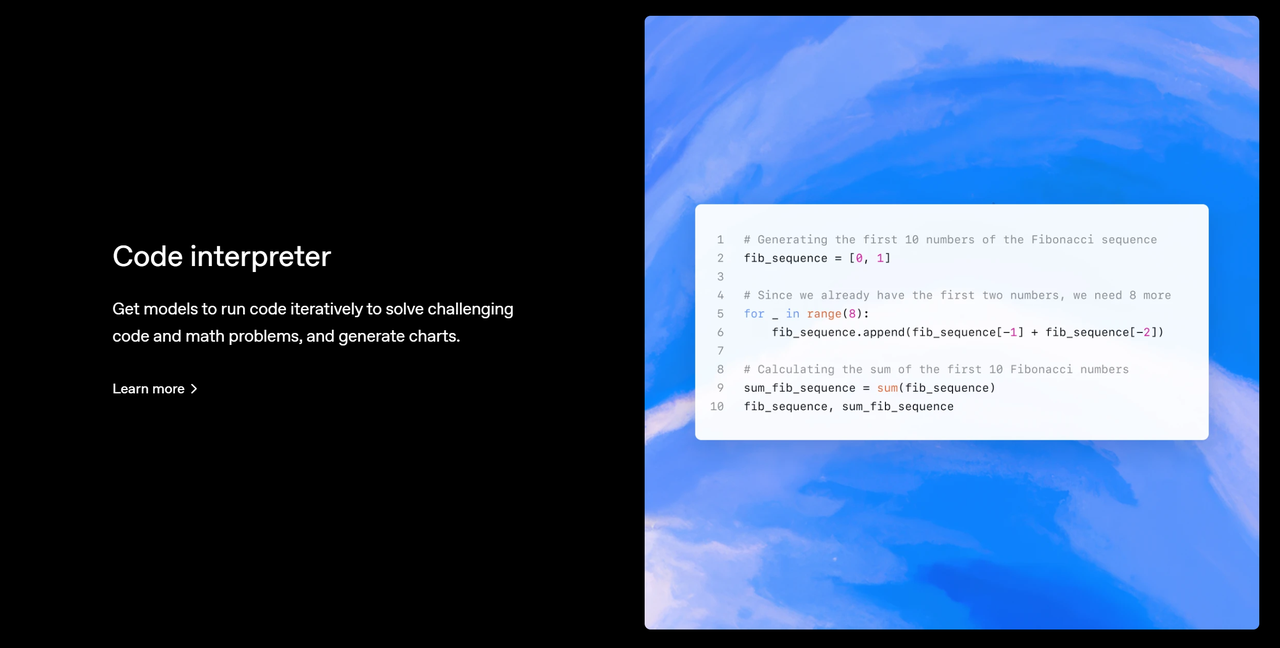 Code interpreter
Get models to run code iteratively to solve challenging
code and math problems, and generate charts.
Learn more
1 # Generating the first 10 numbers of the Fibonacci sequence
2 fib_sequence = [0, 1]
3
4 # Since we already have the first two numbers, we need 8 more
5 for _ in range(8):
6     fib_sequence.append(fib_sequence[-1] + fib_sequence[-2])
7
8 # Calculating the sum of the first 10 Fibonacci numbers
9 sum_fib_sequence = sum(fib_sequence)
10 fib_sequence, sum_fib_sequence